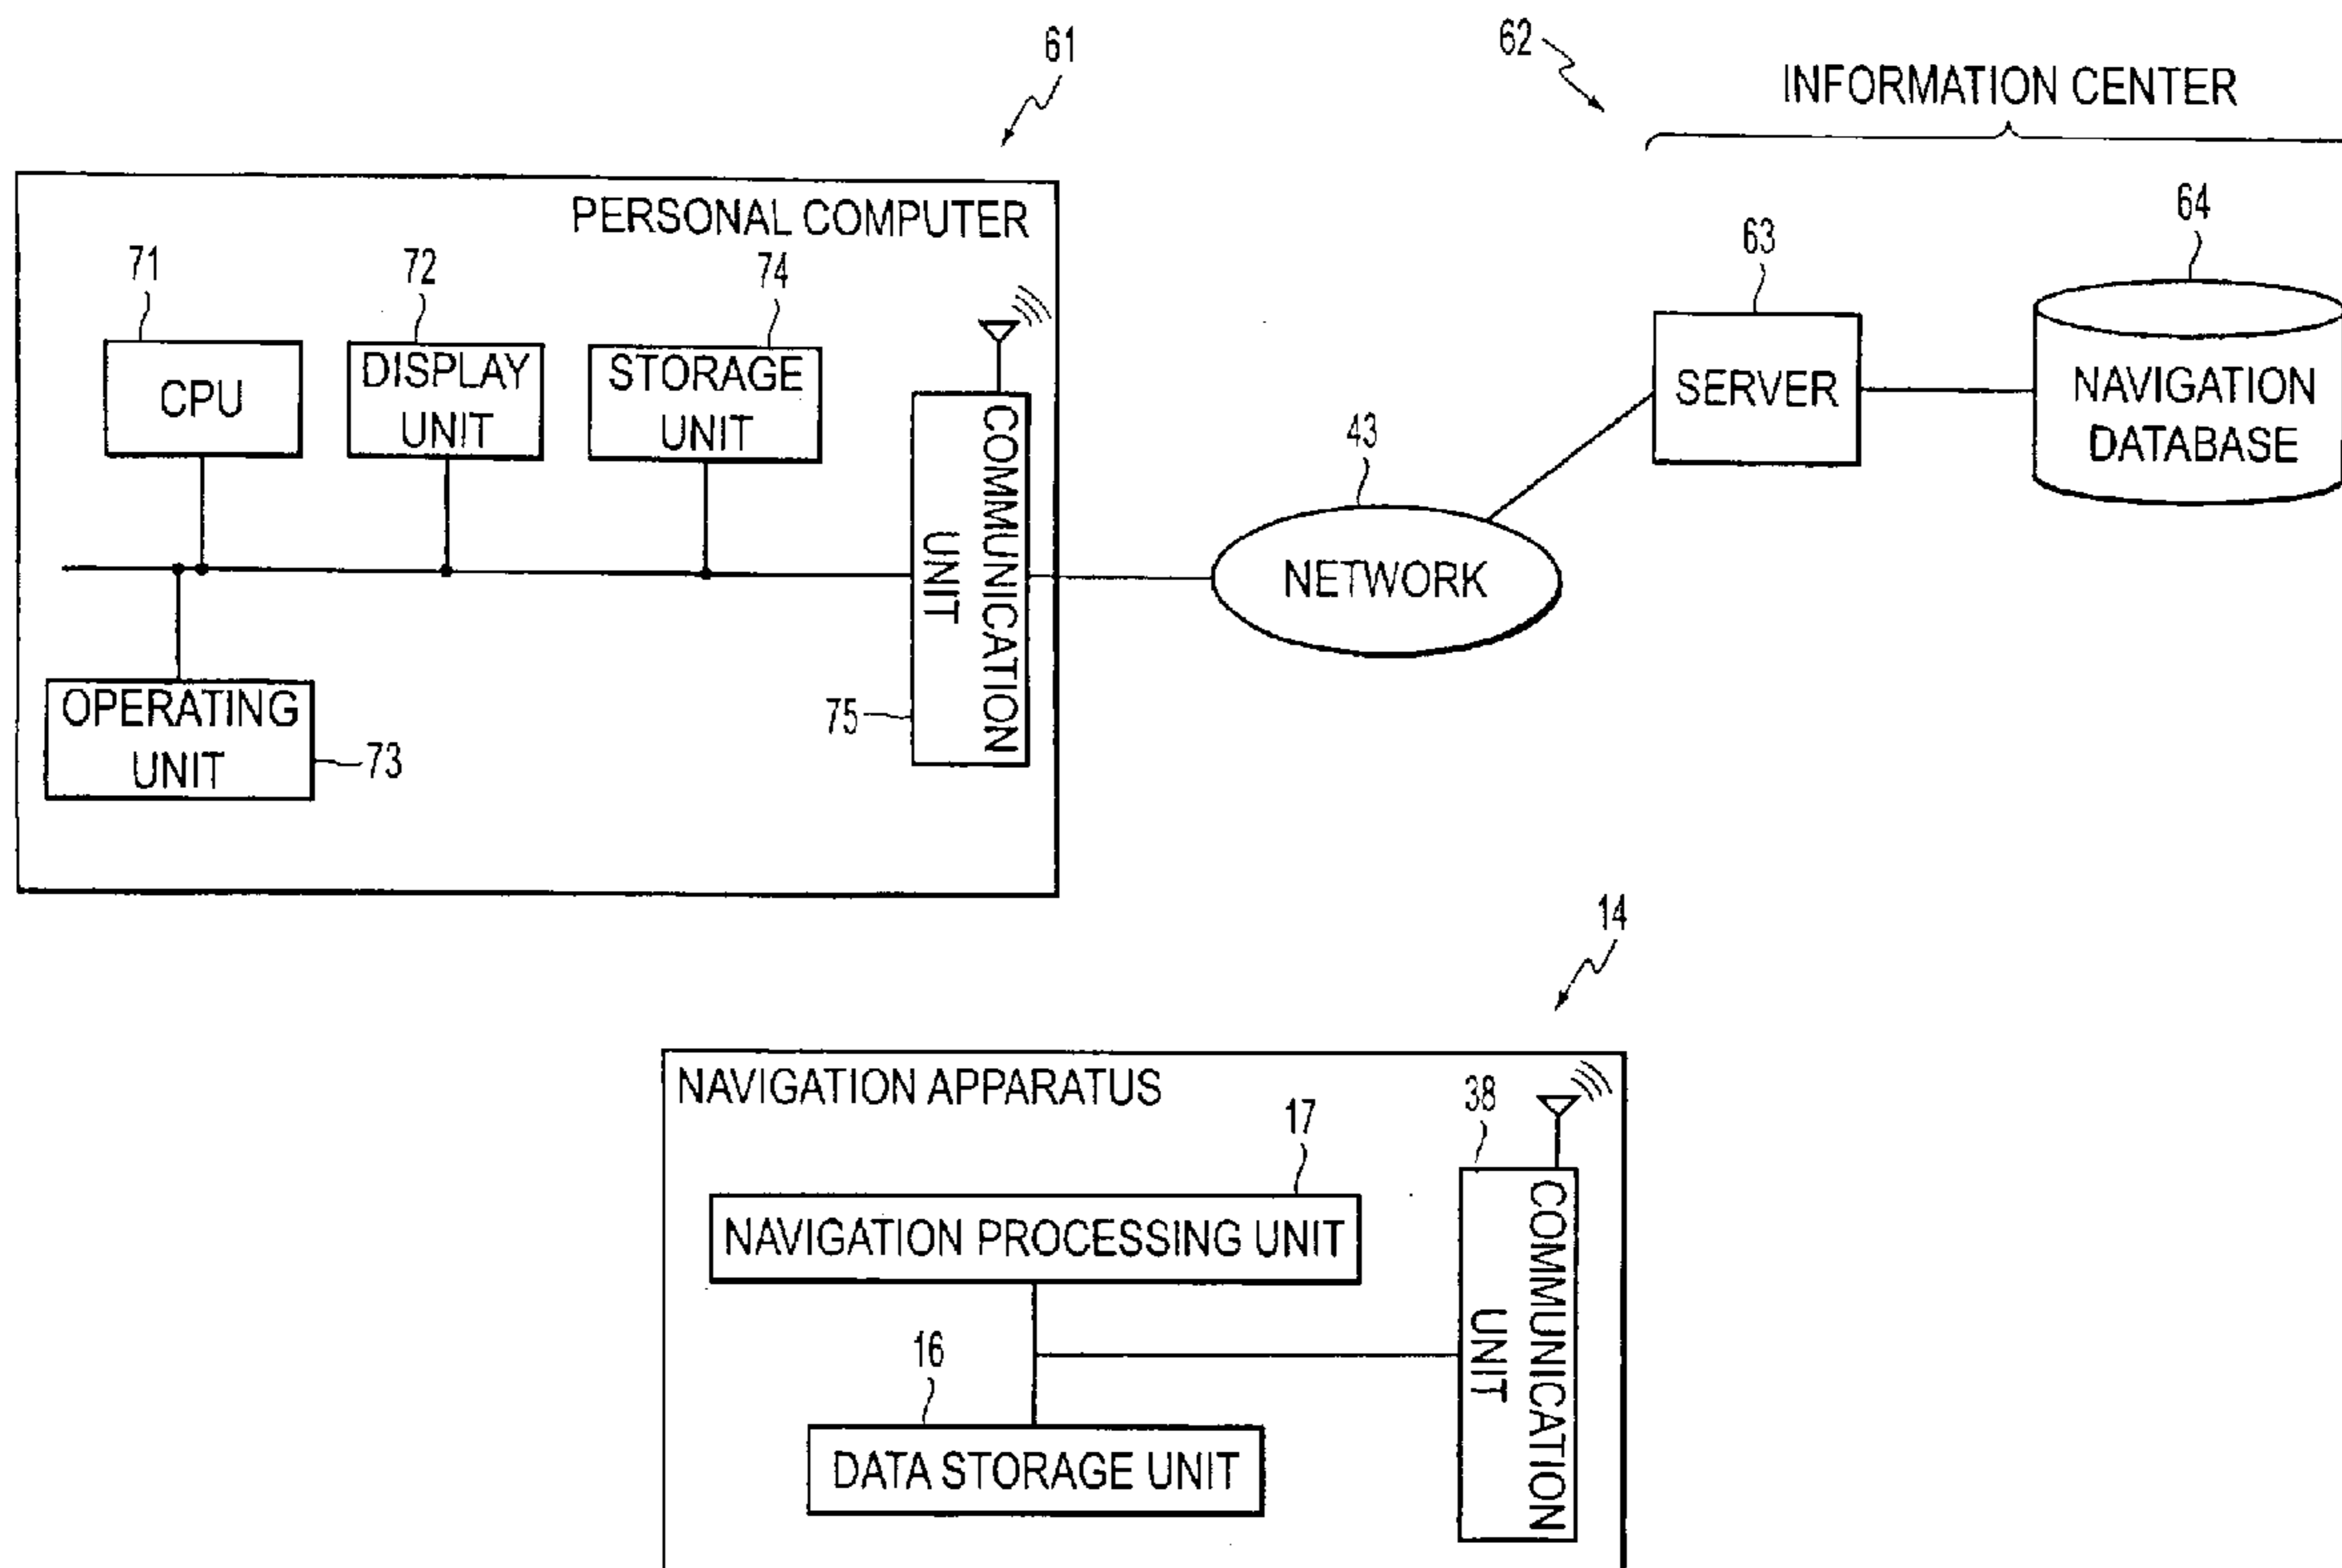 61
62
INFORMATION CENTER
PERSONAL COMPUTER
71
72
74
63
64
CPU
DISPLAY
UNIT
STORAGE
UNIT
COMMUNICATION
UNIT
75
OPERATING
UNIT
73
43
NETWORK
SERVER
NAVIGATION
DATABASE
14
NAVIGATION APPARATUS
17
38
NAVIGATION PROCESSING UNIT
16
DATA STORAGE UNIT
COMMUNICATION
UNIT